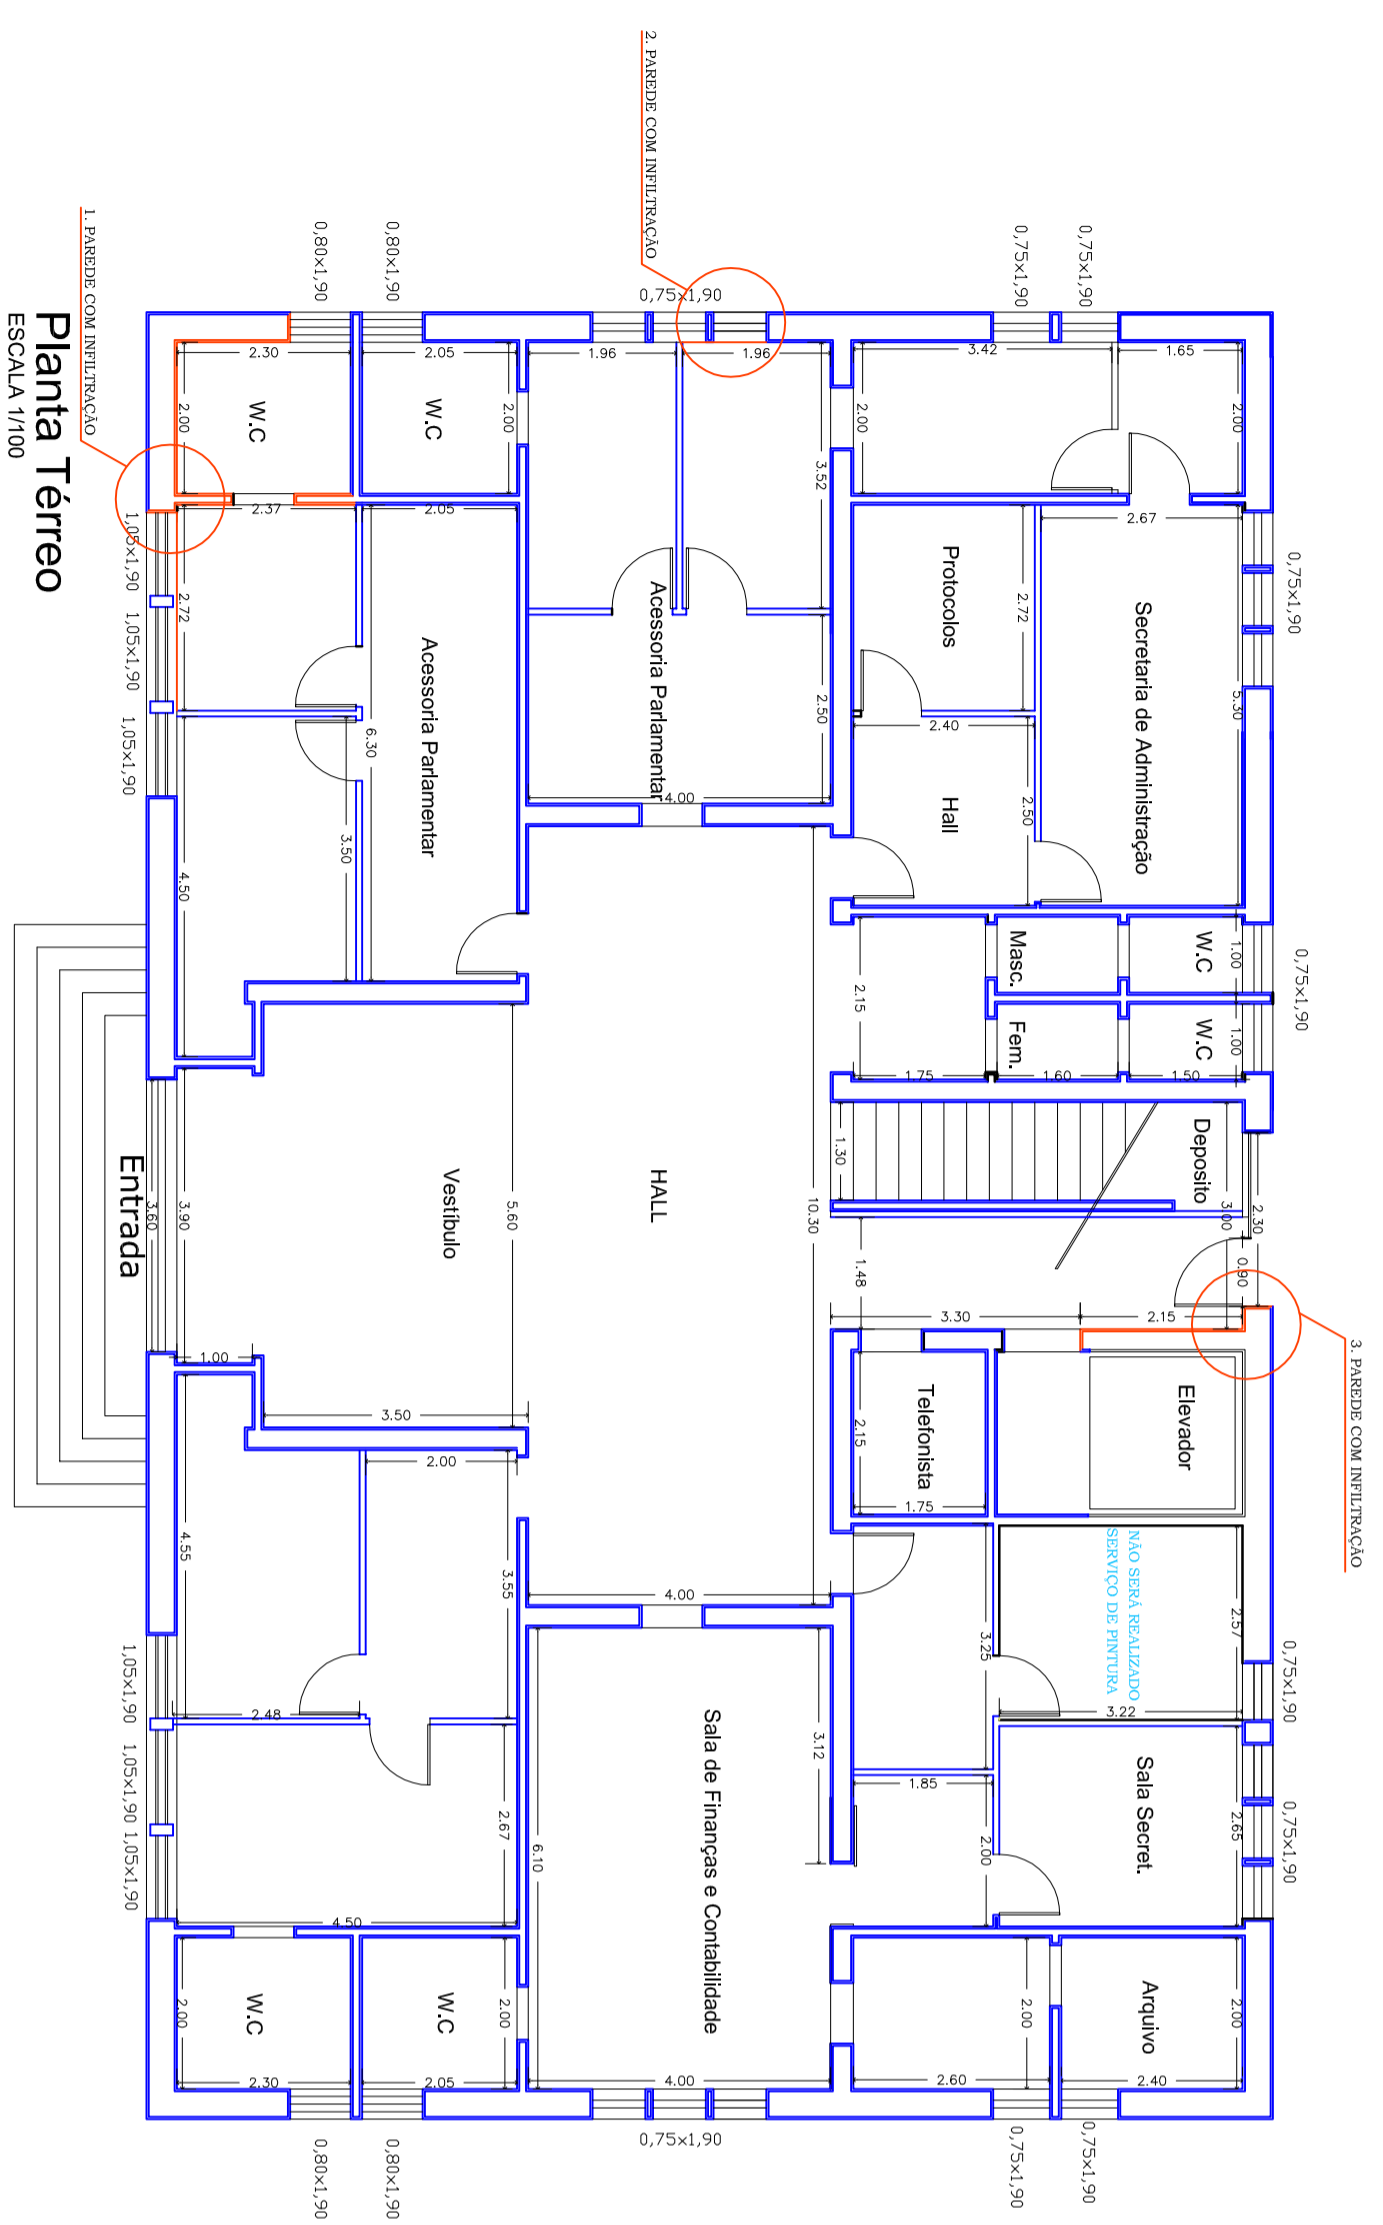 Planta Térreo
ESCALA 1/100
1. PAREDE COM INFILTRAÇÃO
2. PAREDE COM INFILTRAÇÃO
3. PAREDE COM INFILTRAÇÃO
0,75x1,90
0,75x1,90
0,75x1,90
0,75x1,90
0,75x1,90
0,75x1,90
0,75x1,90
0,75x1,90
0,75x1,90
0,75x1,90
0,80x1,90
0,80x1,90
0,80x1,90
0,80x1,90
1,05x1,90
1,05x1,90
1,05x1,90
1,05x1,90
1,05x1,90
1,05x1,90
1.65
2.00
3.42
2.00
2.67
5.30
Secretaria de Administração
Protocolos
2.72
2.40
Hall
2.50
W.C
1.00
W.C
1.00
Masc.
Fem.
2.15
1.75
1.60
1.50
Deposito
1.30
3.00
2.30
0.90
1.48
3.30
2.15
Elevador
Telefonista
2.15
1.75
NÃO SERÁ REALIZADO
SERVIÇO DE PINTURA
2.57
3.22
3.25
Sala Secret.
2.65
1.85
2.00
Arquivo
2.00
2.40
2.00
2.60
1.96
1.96
3.52
Acessoria Parlamentar
2.50
4.00
HALL
10.30
4.00
Sala de Finanças e Contabilidade
3.12
6.10
4.00
2.30
2.05
W.C
W.C
2.00
2.00
2.37
2.05
2.72
Acessoria Parlamentar
6.30
3.50
4.50
Vestíbulo
5.60
3.90
3.60
Entrada
1.00
3.50
2.00
3.55
4.55
2.48
2.67
4.50
W.C
W.C
2.00
2.00
2.30
2.05